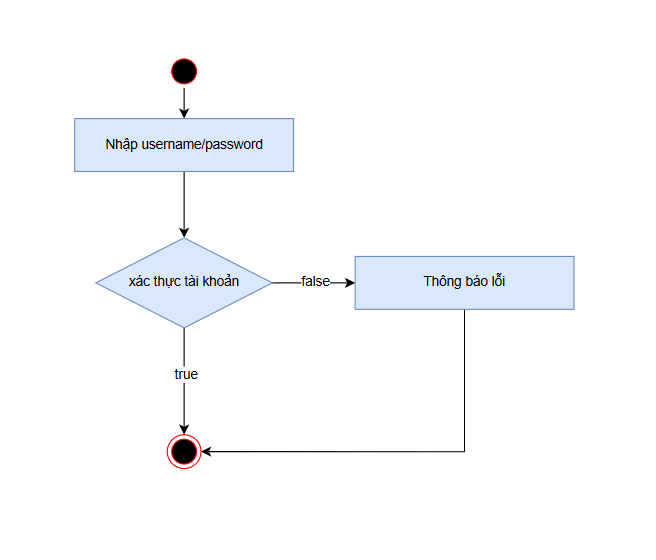 Nhập username/password
xác thực tài khoản
false
Thông báo lỗi
true